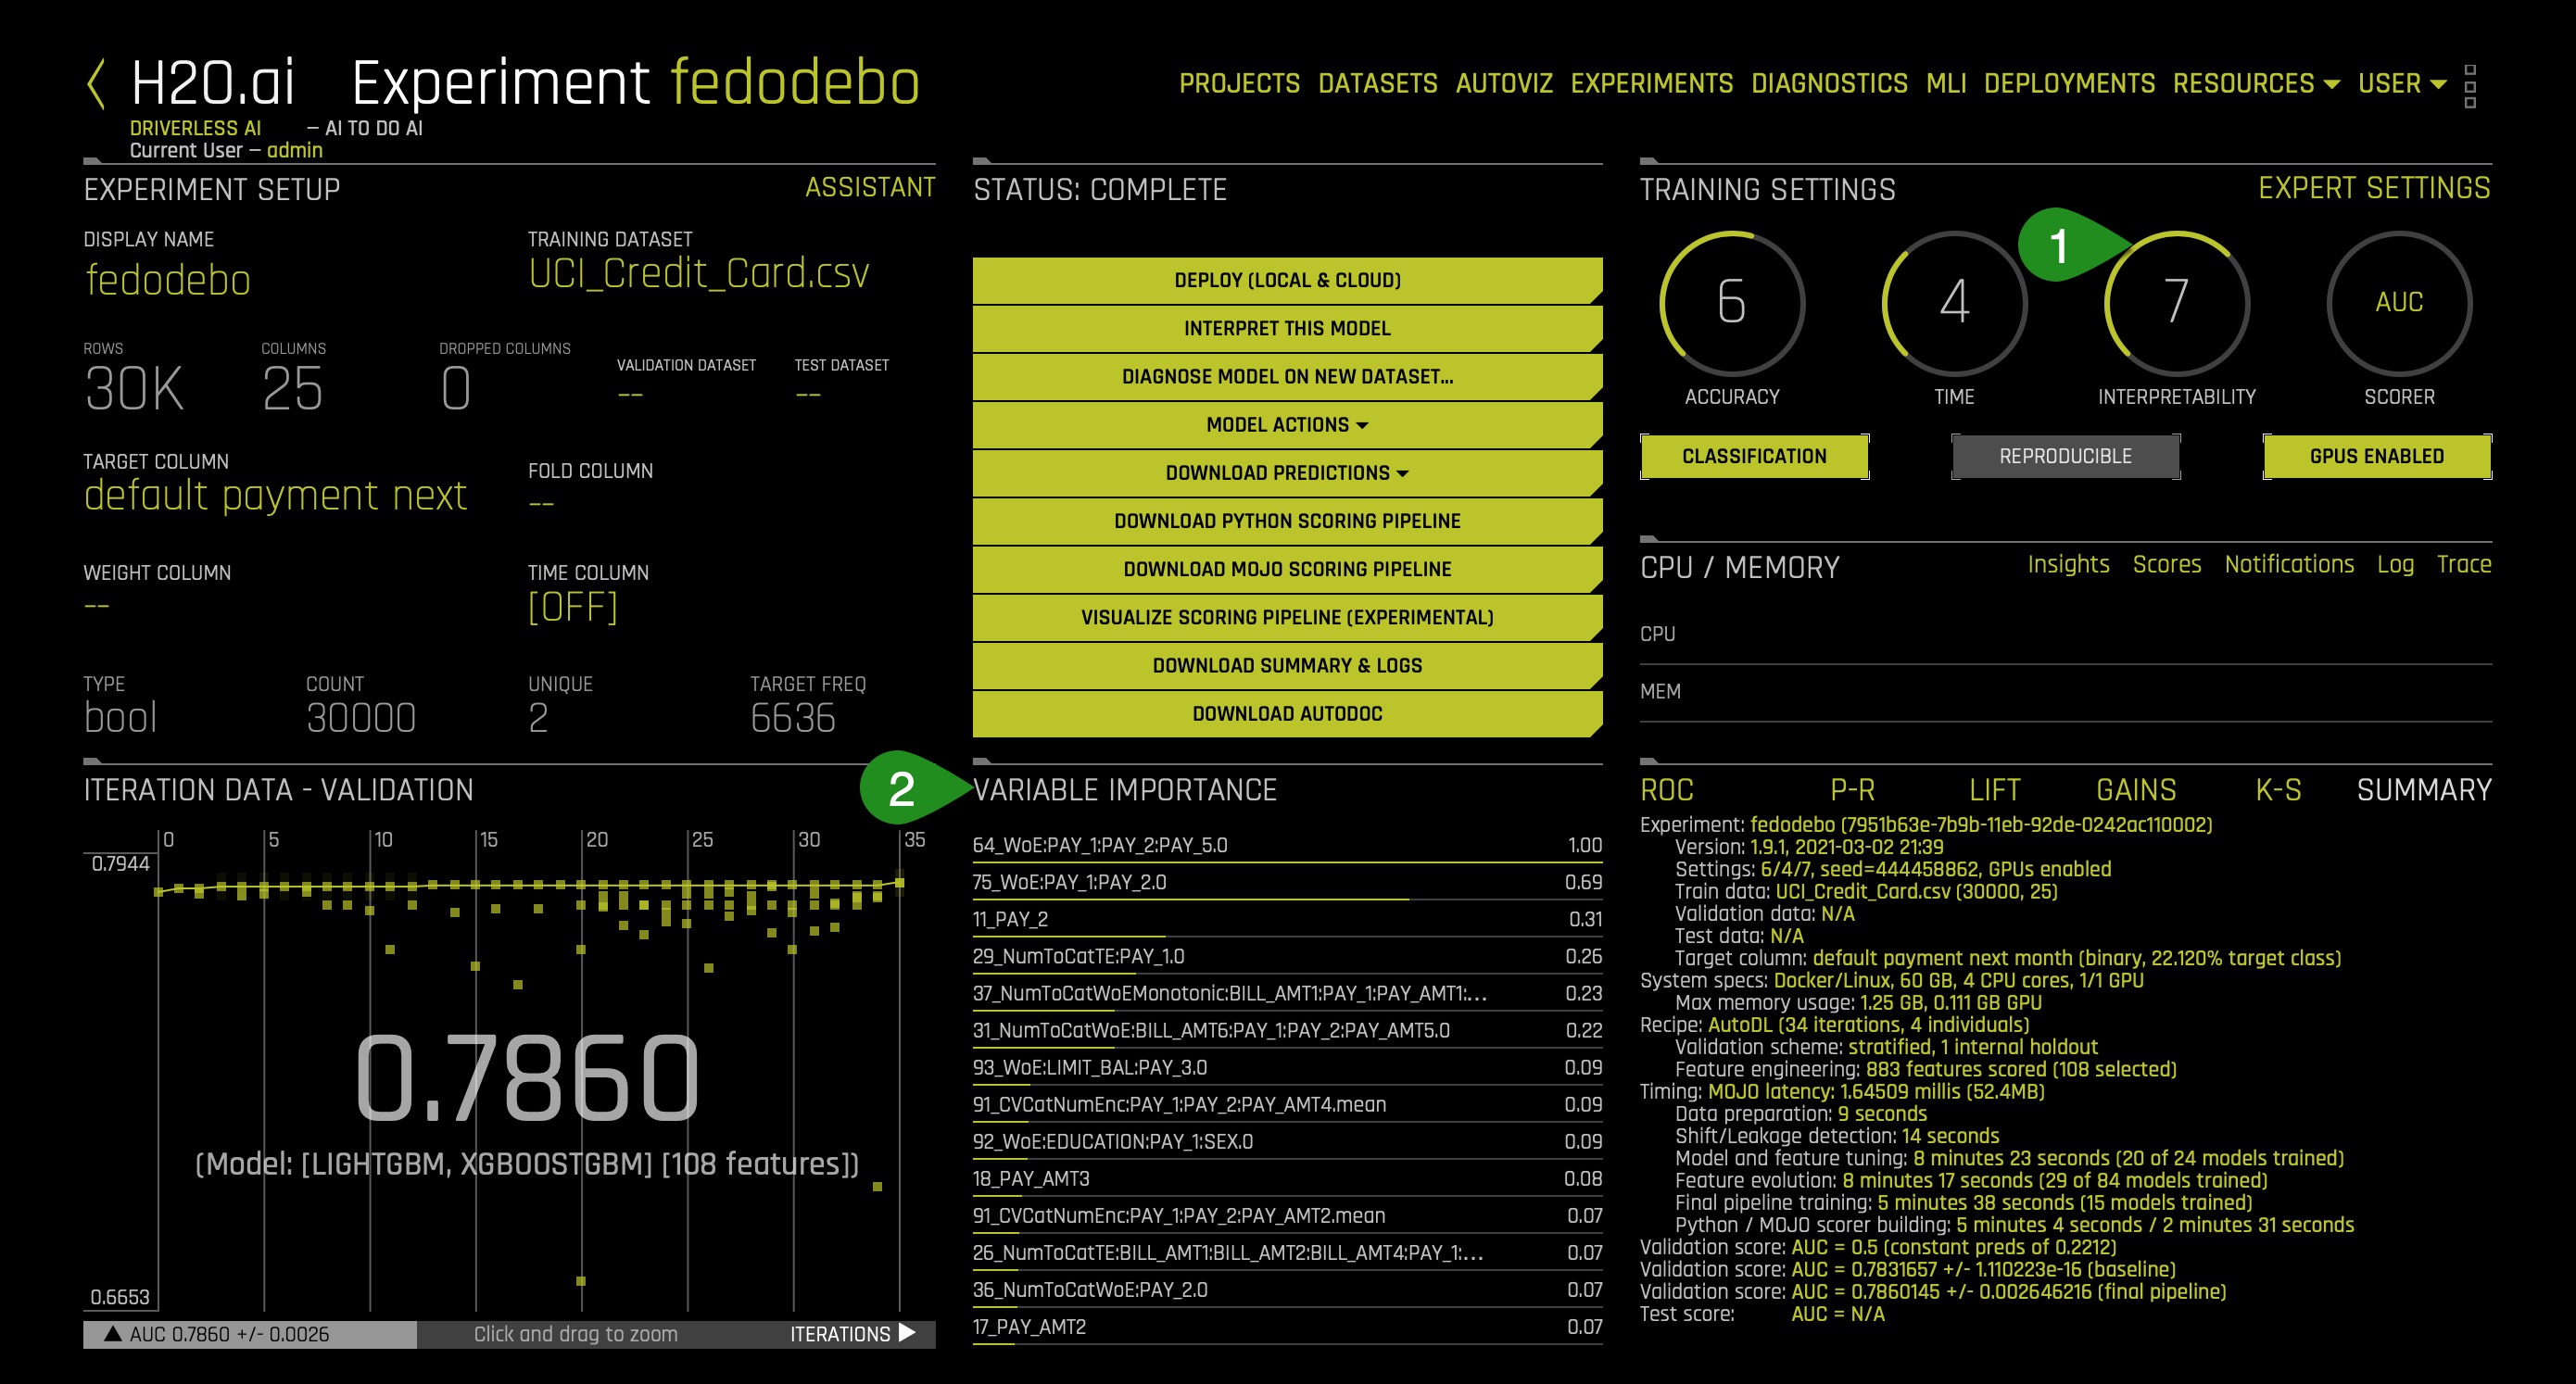 H2O.ai Experiment fedodebo
DRIVERLESS AI — AI TO DO AI
Current User — admin
PROJECTS DATASETS AUTOVIZ EXPERIMENTS DIAGNOSTICS MLI DEPLOYMENTS RESOURCES USER
EXPERIMENT SETUP ASSISTANT
DISPLAY NAME TRAINING DATASET
fedodebo UCI_Credit_Card.csv
ROWS COLUMNS DROPPED COLUMNS VALIDATION DATASET TEST DATASET
30K 25 0 -- --
TARGET COLUMN FOLD COLUMN
default payment next --
WEIGHT COLUMN TIME COLUMN
-- [OFF]
TYPE COUNT UNIQUE TARGET FREQ
bool 30000 2 6636
STATUS: COMPLETE
DEPLOY (LOCAL & CLOUD)
INTERPRET THIS MODEL
DIAGNOSE MODEL ON NEW DATASET...
MODEL ACTIONS
DOWNLOAD PREDICTIONS
DOWNLOAD PYTHON SCORING PIPELINE
DOWNLOAD MOJO SCORING PIPELINE
VISUALIZE SCORING PIPELINE (EXPERIMENTAL)
DOWNLOAD SUMMARY & LOGS
DOWNLOAD AUTODOC
TRAINING SETTINGS EXPERT SETTINGS
1
6 4 7 AUC
ACCURACY TIME INTERPRETABILITY SCORER
CLASSIFICATION REPRODUCIBLE GPUS ENABLED
CPU / MEMORY Insights Scores Notifications Log Trace
CPU
MEM
ITERATION DATA - VALIDATION
0 5 10 15 20 25 30 35
0.7944
0.7860
(Model: [LIGHTGBM, XGBOOSTGBM] [108 features])
0.6653
AUC 0.7860 +/- 0.0026 Click and drag to zoom ITERATIONS
2
VARIABLE IMPORTANCE
64_WoE:PAY_1:PAY_2:PAY_5.0 1.00
75_WoE:PAY_1:PAY_2.0 0.69
11_PAY_2 0.31
29_NumToCatTE:PAY_1.0 0.26
37_NumToCatWoEMonotonic:BILL_AMT1:PAY_1:PAY_AMT1:... 0.23
31_NumToCatWoE:BILL_AMT6:PAY_1:PAY_2:PAY_AMT5.0 0.22
93_WoE:LIMIT_BAL:PAY_3.0 0.09
91_CVCatNumEnc:PAY_1:PAY_2:PAY_AMT4.mean 0.09
92_WoE:EDUCATION:PAY_1:SEX.0 0.09
18_PAY_AMT3 0.08
91_CVCatNumEnc:PAY_1:PAY_2:PAY_AMT2.mean 0.07
26_NumToCatTE:BILL_AMT1:BILL_AMT2:BILL_AMT4:PAY_1:... 0.07
36_NumToCatWoE:PAY_2.0 0.07
17_PAY_AMT2 0.07
ROC P-R LIFT GAINS K-S SUMMARY
Experiment: fedodebo (7951b63e-7b9b-11eb-92de-0242ac110002)
Version: 1.9.1, 2021-03-02 21:39
Settings: 6/4/7, seed=444458862, GPUs enabled
Train data: UCI_Credit_Card.csv (30000, 25)
Validation data: N/A
Test data: N/A
Target column: default payment next month (binary, 22.120% target class)
System specs: Docker/Linux, 60 GB, 4 CPU cores, 1/1 GPU
Max memory usage: 1.25 GB, 0.111 GB GPU
Recipe: AutoDL (34 iterations, 4 individuals)
Validation scheme: stratified, 1 internal holdout
Feature engineering: 883 features scored (108 selected)
Timing: MOJO latency: 1.64509 millis (52.4MB)
Data preparation: 9 seconds
Shift/Leakage detection: 14 seconds
Model and feature tuning: 8 minutes 23 seconds (20 of 24 models trained)
Feature evolution: 8 minutes 17 seconds (29 of 84 models trained)
Final pipeline training: 5 minutes 38 seconds (15 models trained)
Python / MOJO scorer building: 5 minutes 4 seconds / 2 minutes 31 seconds
Validation score: AUC = 0.5 (constant preds of 0.2212)
Validation score: AUC = 0.7831657 +/- 1.110223e-16 (baseline)
Validation score: AUC = 0.7860145 +/- 0.002646216 (final pipeline)
Test score: AUC = N/A